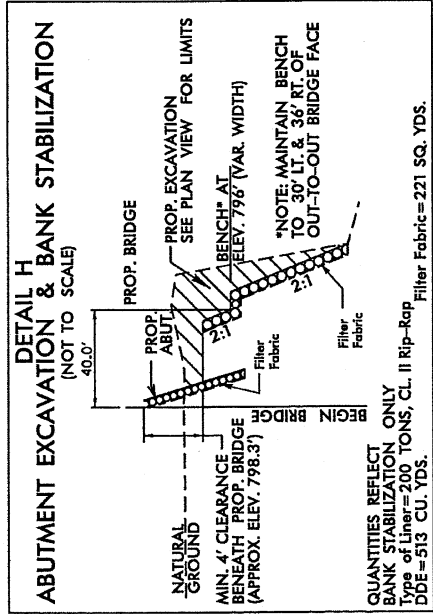 DETAIL H
ABUTMENT EXCAVATION & BANK STABILIZATION
(NOT TO SCALE)
PROP. BRIDGE
40.0'
PROP.
ABUT.
PROP. EXCAVATION
SEE PLAN VIEW FOR LIMITS
NATURAL
GROUND
BENCH* AT
ELEV. 796' (VAR. WIDTH)
2:1
MIN. 4' CLEARANCE
BENEATH PROP. BRIDGE
(APPROX. ELEV. 798.3')
Filter
Fabric
*NOTE: MAINTAIN BENCH
TO 30' LT. & 36' RT. OF
OUT-TO-OUT BRIDGE FACE
2:1
Filter
Fabric
BEGIN BRIDGE
QUANTITIES REFLECT
BANK STABILIZATION ONLY
Type of Liner=200 TONS, CL. II Rip-Rap
DDE=513 CU. YDS.
Filter Fabric=221 SQ. YDS.